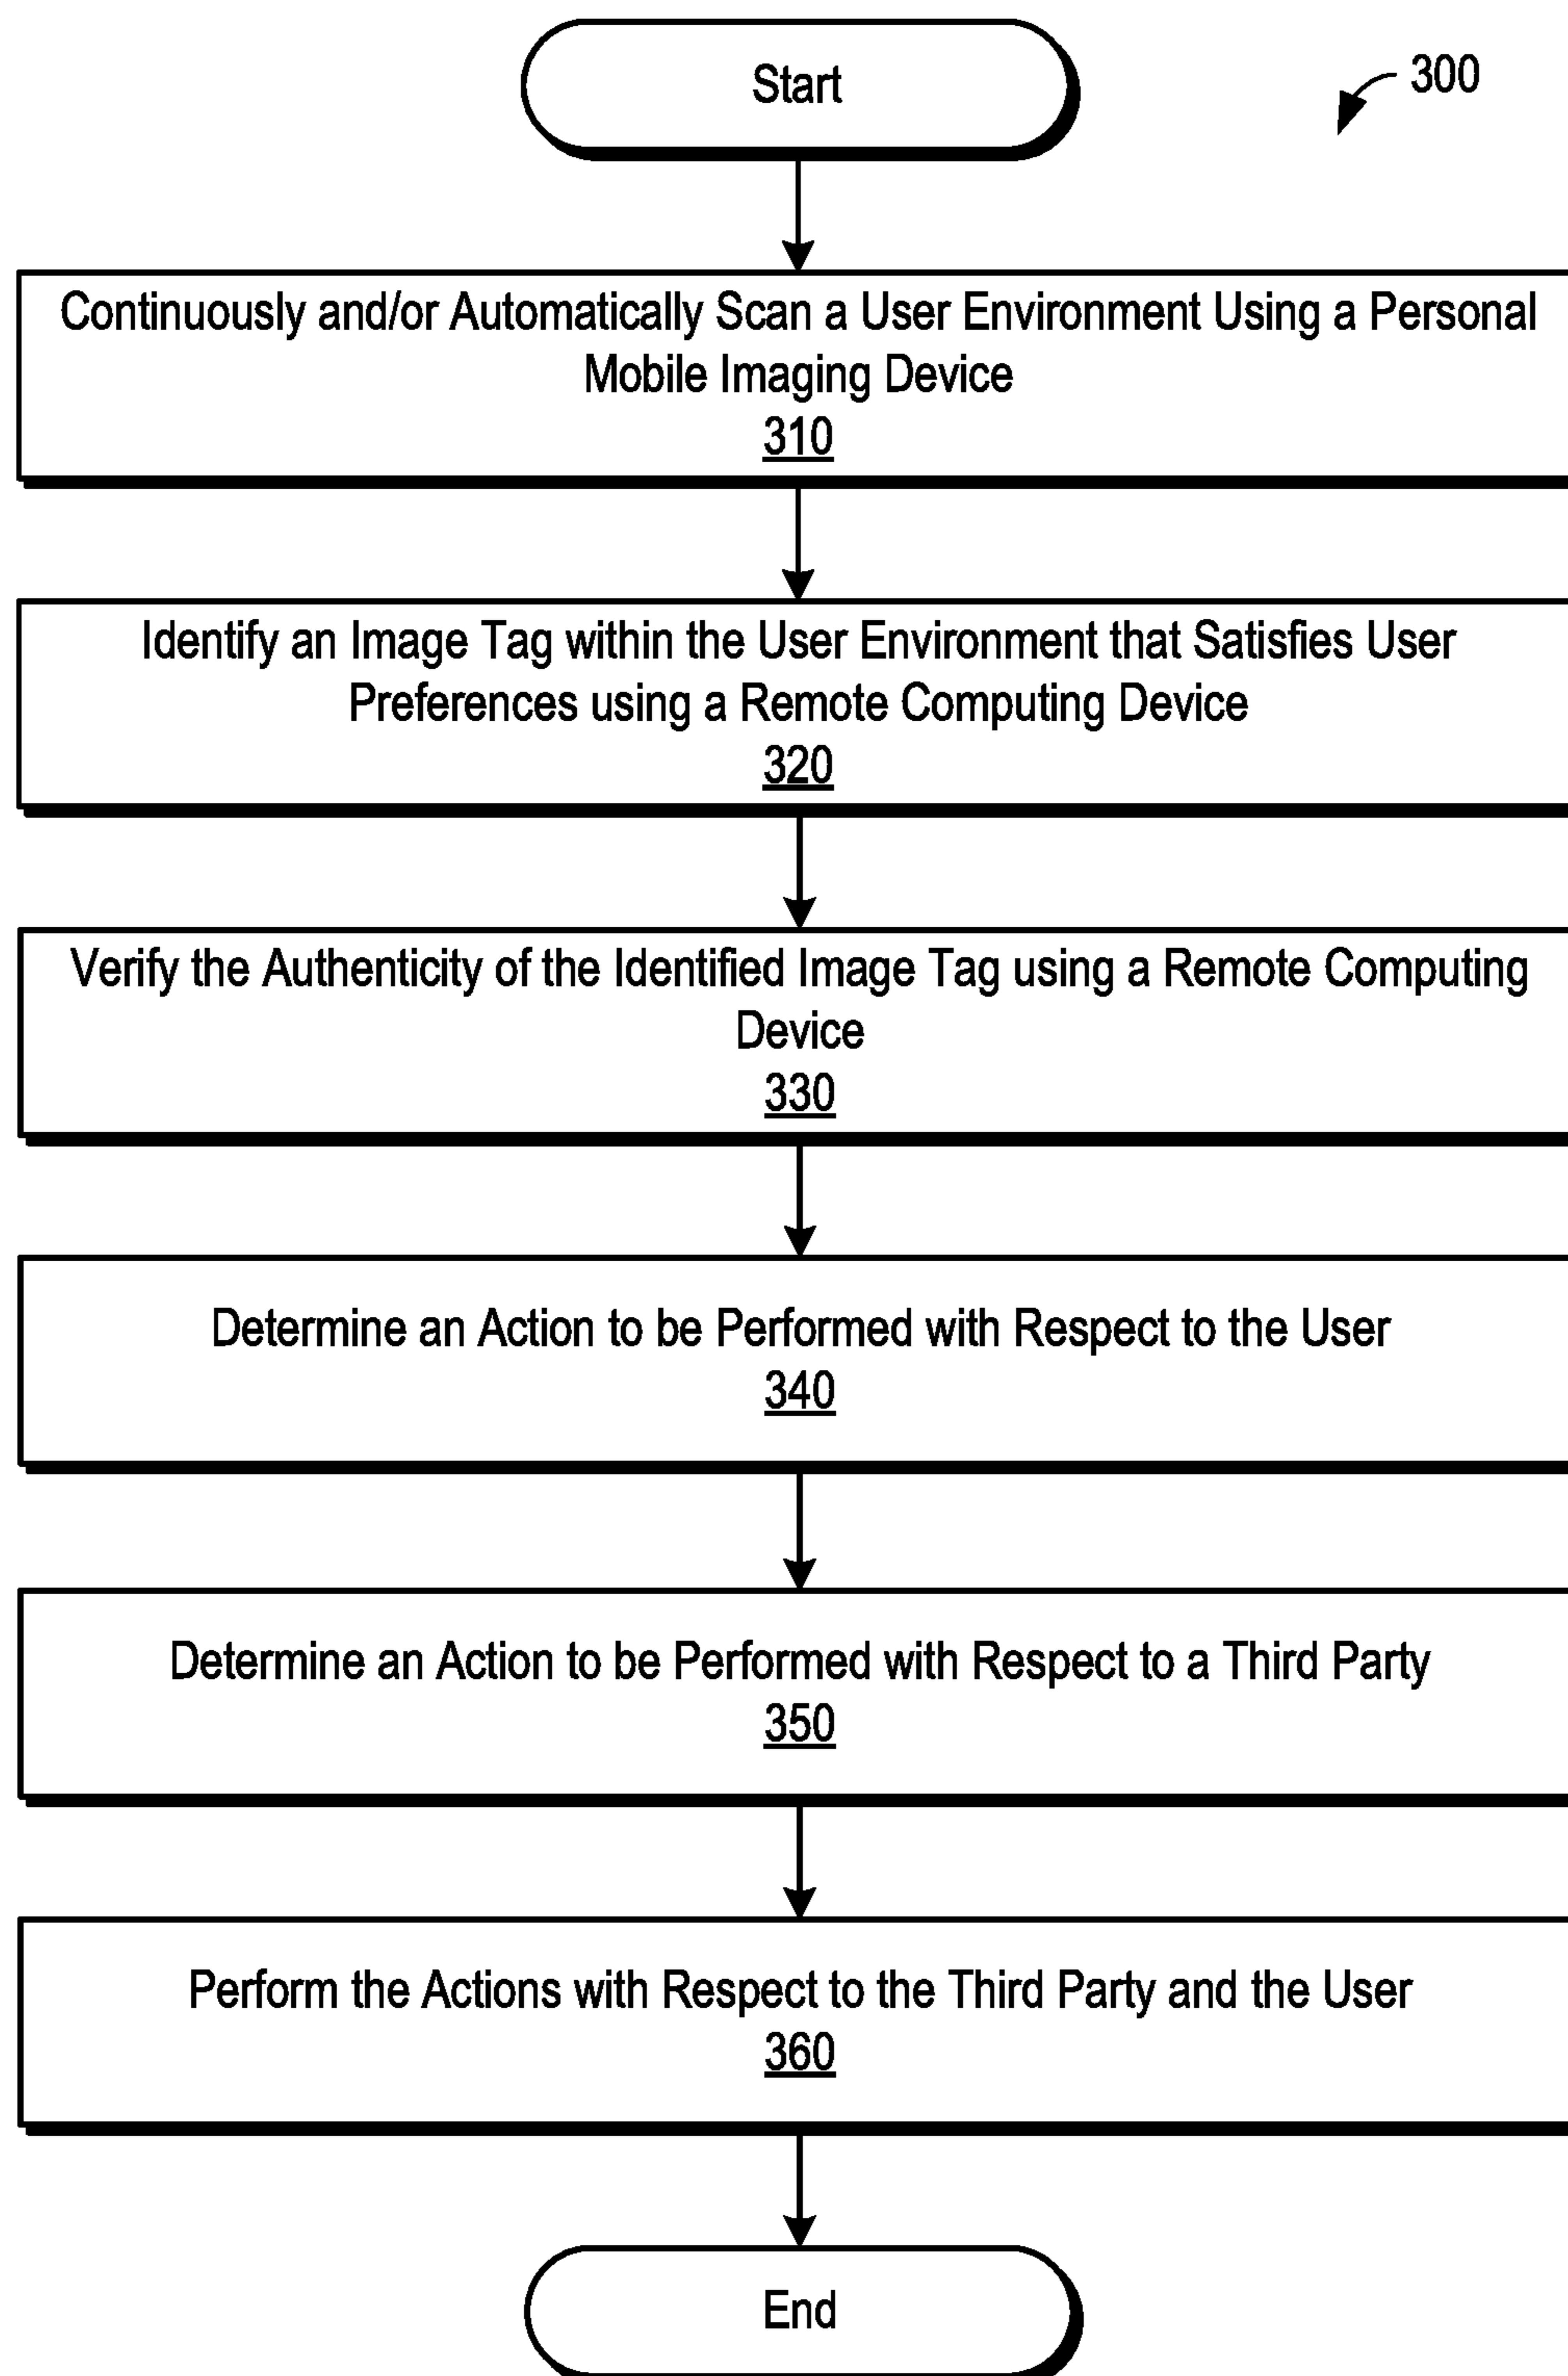 Start
300
Continuously and/or Automatically Scan a User Environment Using a Personal
Mobile Imaging Device
310
Identify an Image Tag within the User Environment that Satisfies User
Preferences using a Remote Computing Device
320
Verify the Authenticity of the Identified Image Tag using a Remote Computing
Device
330
Determine an Action to be Performed with Respect to the User
340
Determine an Action to be Performed with Respect to a Third Party
350
Perform the Actions with Respect to the Third Party and the User
360
End